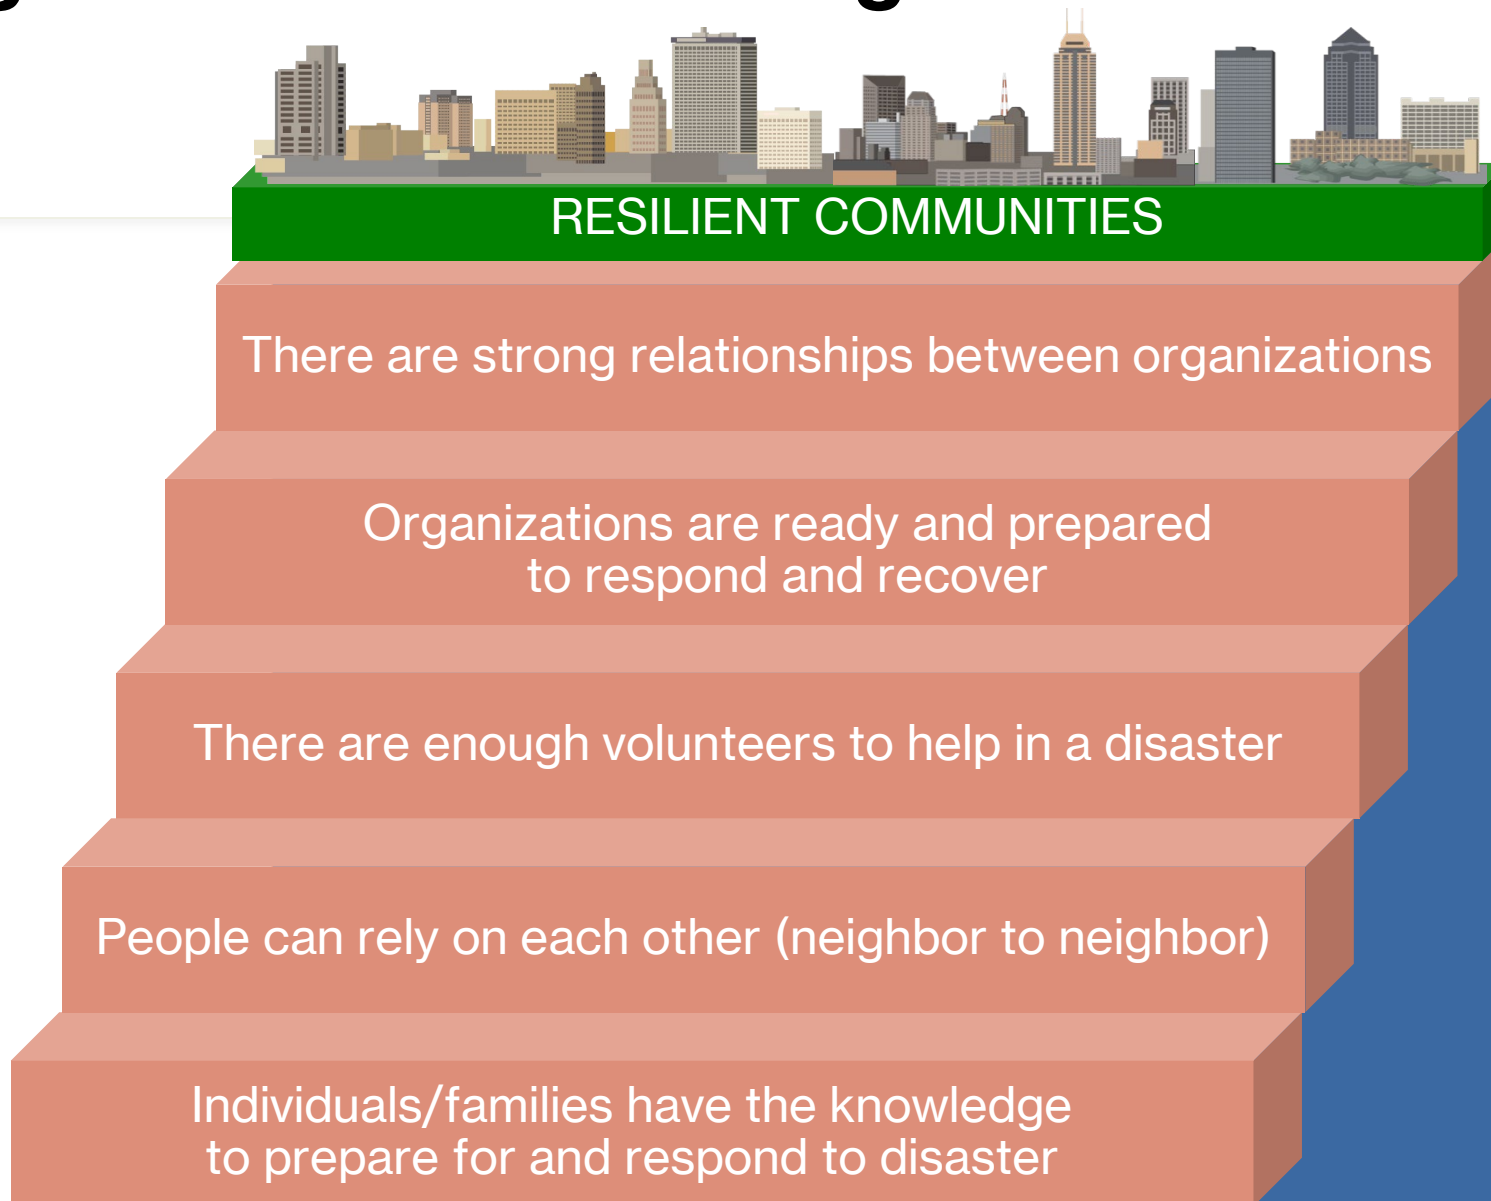 RESILIENT COMMUNITIES
There are strong relationships between organizations
Organizations are ready and prepared
to respond and recover
There are enough volunteers to help in a disaster
People can rely on each other (neighbor to neighbor)
Individuals/families have the knowledge
to prepare for and respond to disaster